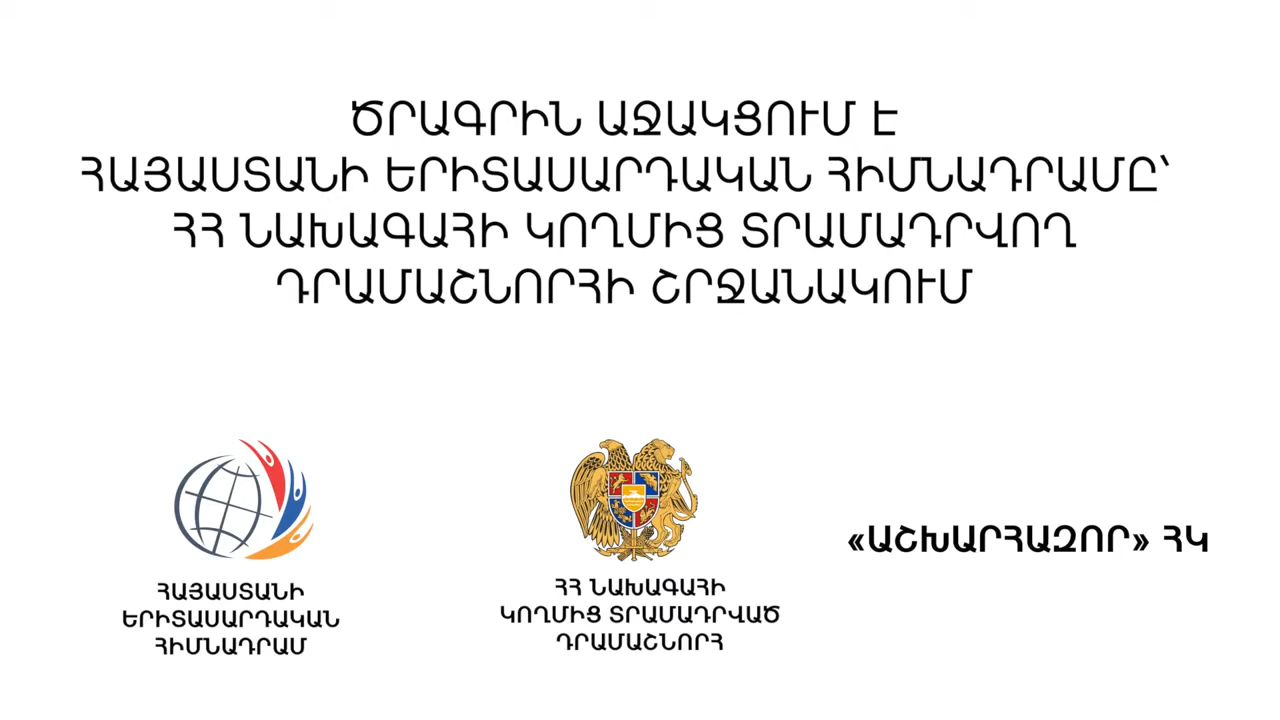 ԾՐԱԳՐԻՆ ԱՋԱԿՑՈՒՄ Է
ՀԱՅԱՍՏԱՆԻ ԵՐԻՏԱՍԱՐԴԱԿԱՆ ՀԻՄՆԱԴՐԱՄԸ՝
ՀՀ ՆԱԽԱԳԱՀԻ ԿՈՂՄԻՑ ՏՐԱՄԱԴՐՎՈՂ
ԴՐԱՄԱՇՆՈՐՀԻ ՇՐՋԱՆԱԿՈՒՄ
ՀԱՅԱՍՏԱՆԻ
ԵՐԻՏԱՍԱՐԴԱԿԱՆ
ՀԻՄՆԱԴՐԱՄ
ՀՀ ՆԱԽԱԳԱՀԻ
ԿՈՂՄԻՑ ՏՐԱՄԱԴՐՎԱԾ
ԴՐԱՄԱՇՆՈՐՀ
«ԱՇԽԱՐՀԱԶՈՐ» ՀԿ